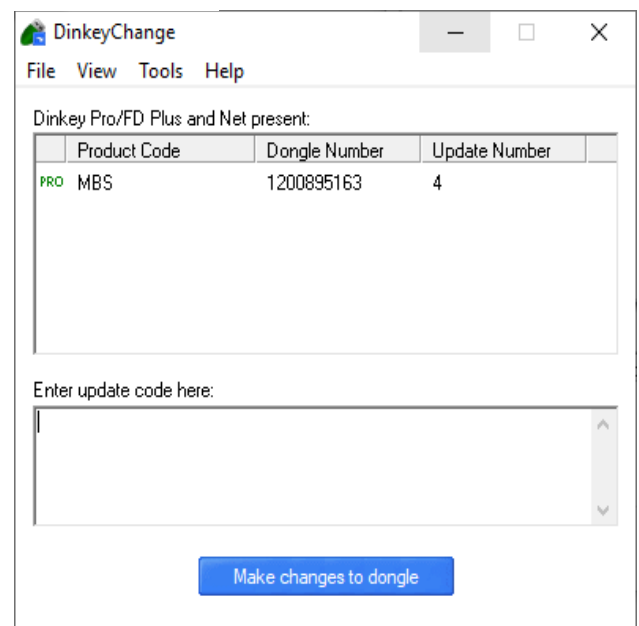 DinkeyChange
File View Tools Help
Dinkey Pro/FD Plus and Net present:
Product Code Dongle Number Update Number
PRO MBS 1200895163 4
Enter update code here:
Make changes to dongle